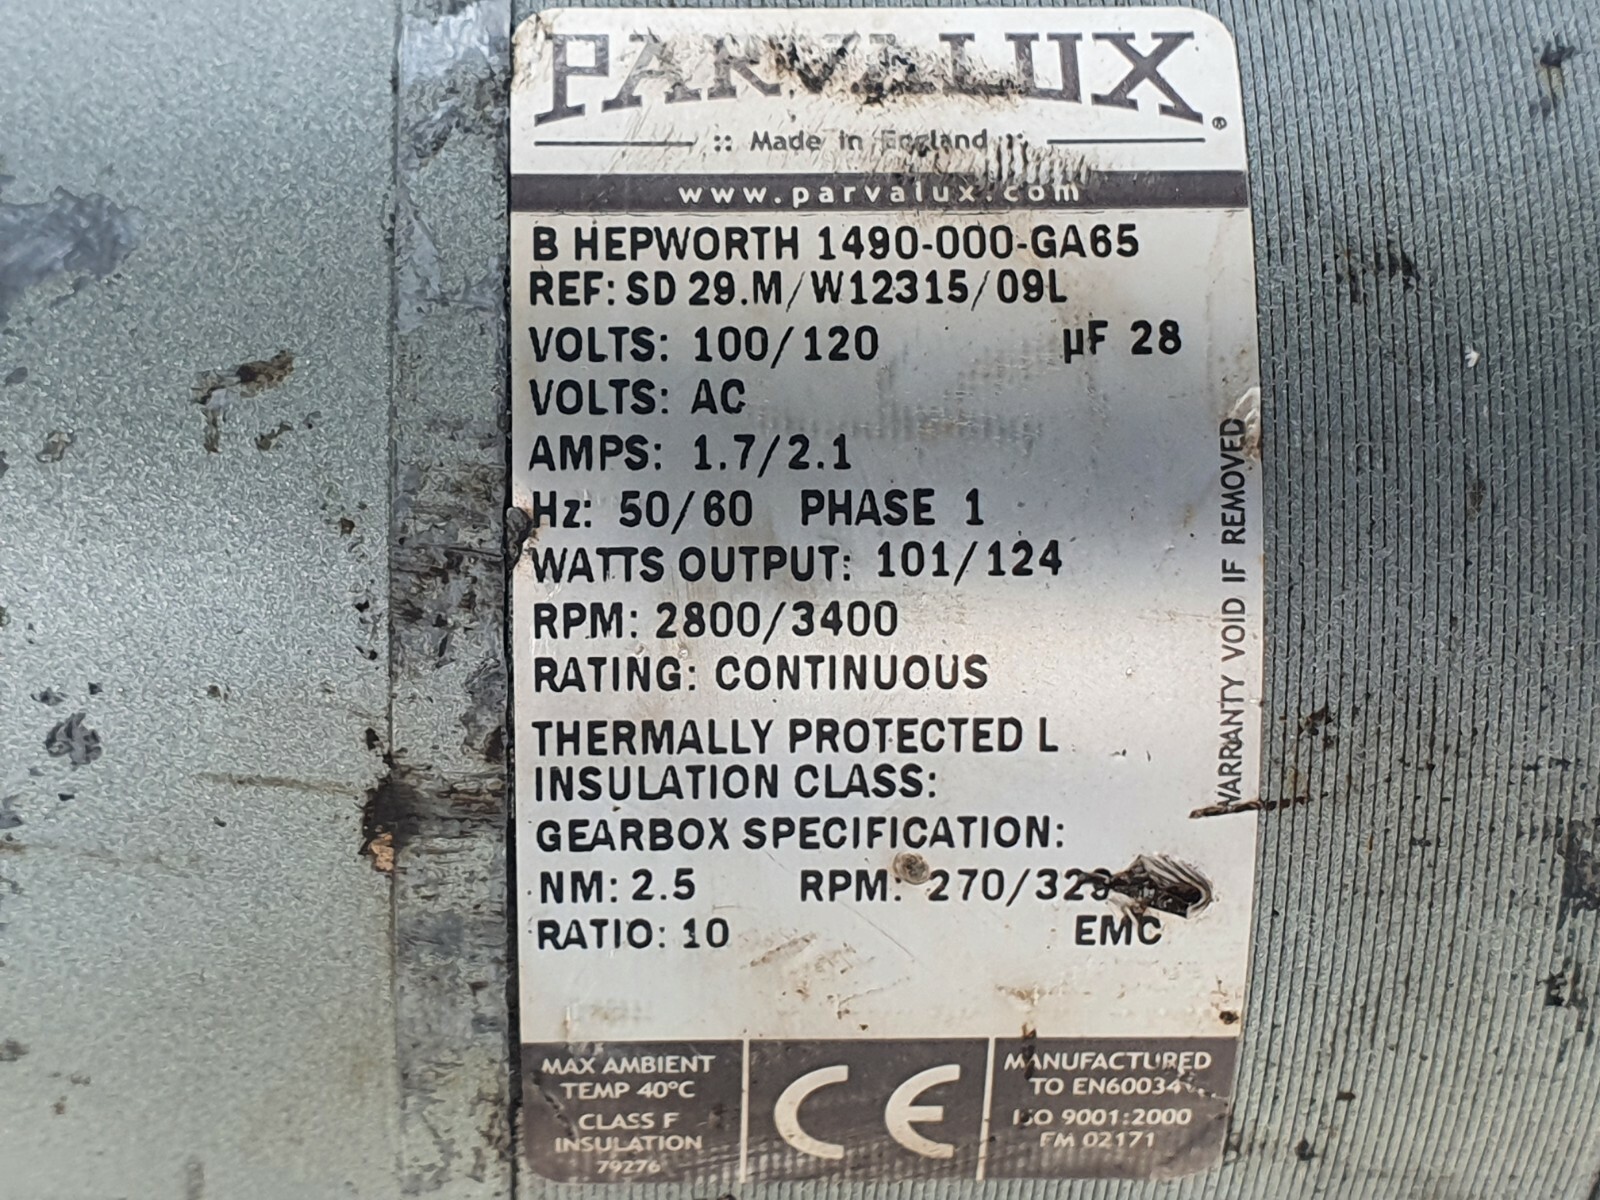 PARVALUX ®
:: Made in England ::
www.parvalux.com
B HEPWORTH 1490-000-GA65
REF: SD 29.M/W12315/09L
VOLTS: 100/120 µF 28
VOLTS: AC
AMPS: 1.7/2.1
Hz: 50/60 PHASE 1
WATTS OUTPUT: 101/124
RPM: 2800/3400
RATING: CONTINUOUS
THERMALLY PROTECTED L
INSULATION CLASS:
GEARBOX SPECIFICATION:
NM: 2.5 RPM:
RATIO: 10 EMC
WARRANTY VOID IF REMOVED
MAX AMBIENT
TEMP 40°C
CLASS F
INSULATION
79276
CE
MANUFACTURED
TO EN60034
ISO 9001:2000
FM 02171